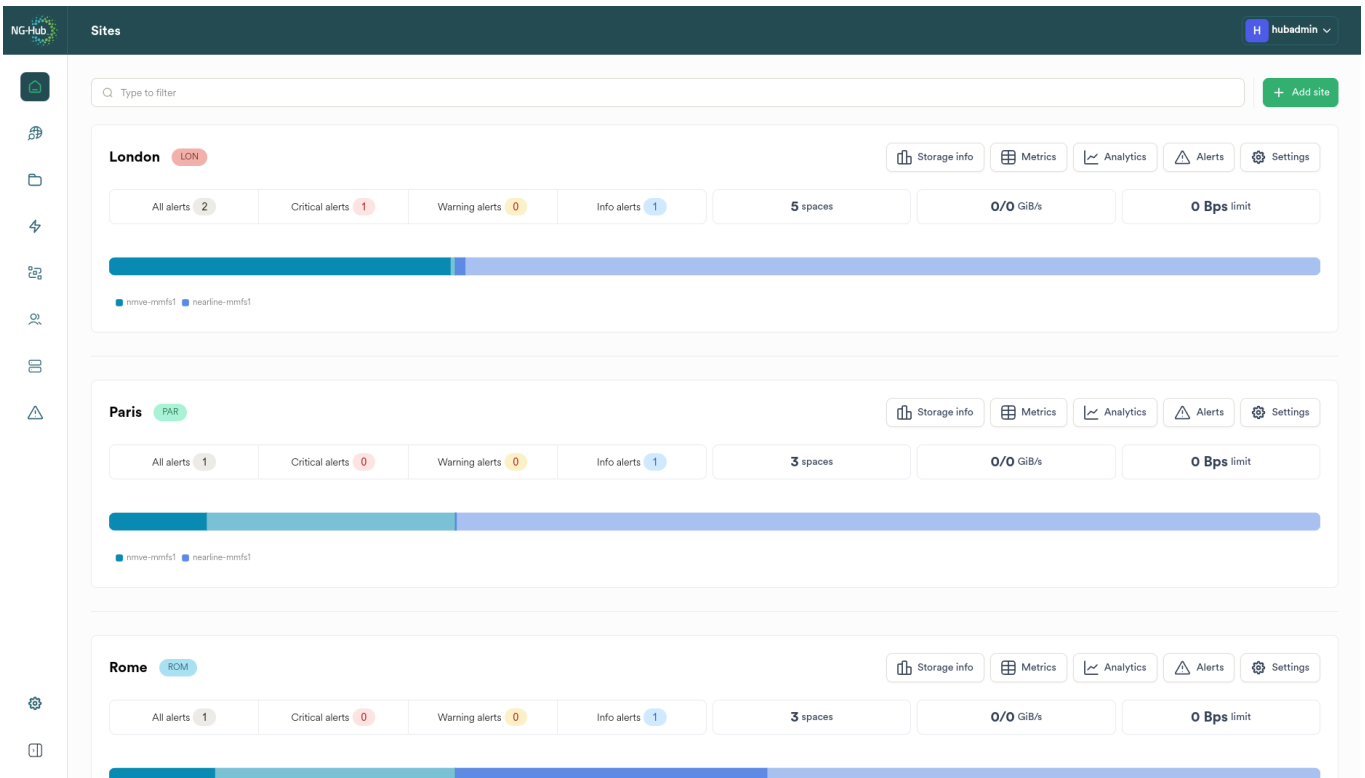 NG-Hub Sites H hubadmin
Type to filter + Add site
London LON Storage info Metrics Analytics Alerts Settings
All alerts 2 Critical alerts 1 Warning alerts 0 Info alerts 1 5 spaces 0/0 GiB/s 0 Bps limit
nmve-mmfs1 nearline-mmfs1
Paris PAR Storage info Metrics Analytics Alerts Settings
All alerts 1 Critical alerts 0 Warning alerts 0 Info alerts 1 3 spaces 0/0 GiB/s 0 Bps limit
nmve-mmfs1 nearline-mmfs1
Rome ROM Storage info Metrics Analytics Alerts Settings
All alerts 1 Critical alerts 0 Warning alerts 0 Info alerts 1 3 spaces 0/0 GiB/s 0 Bps limit